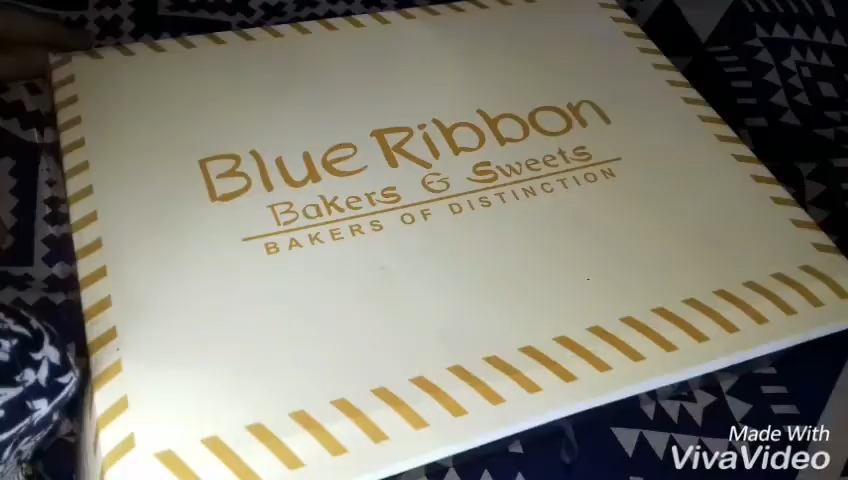 Blue Ribbon
Bakers & Sweets
BAKERS OF DISTINCTION
Made With
VivaVideo